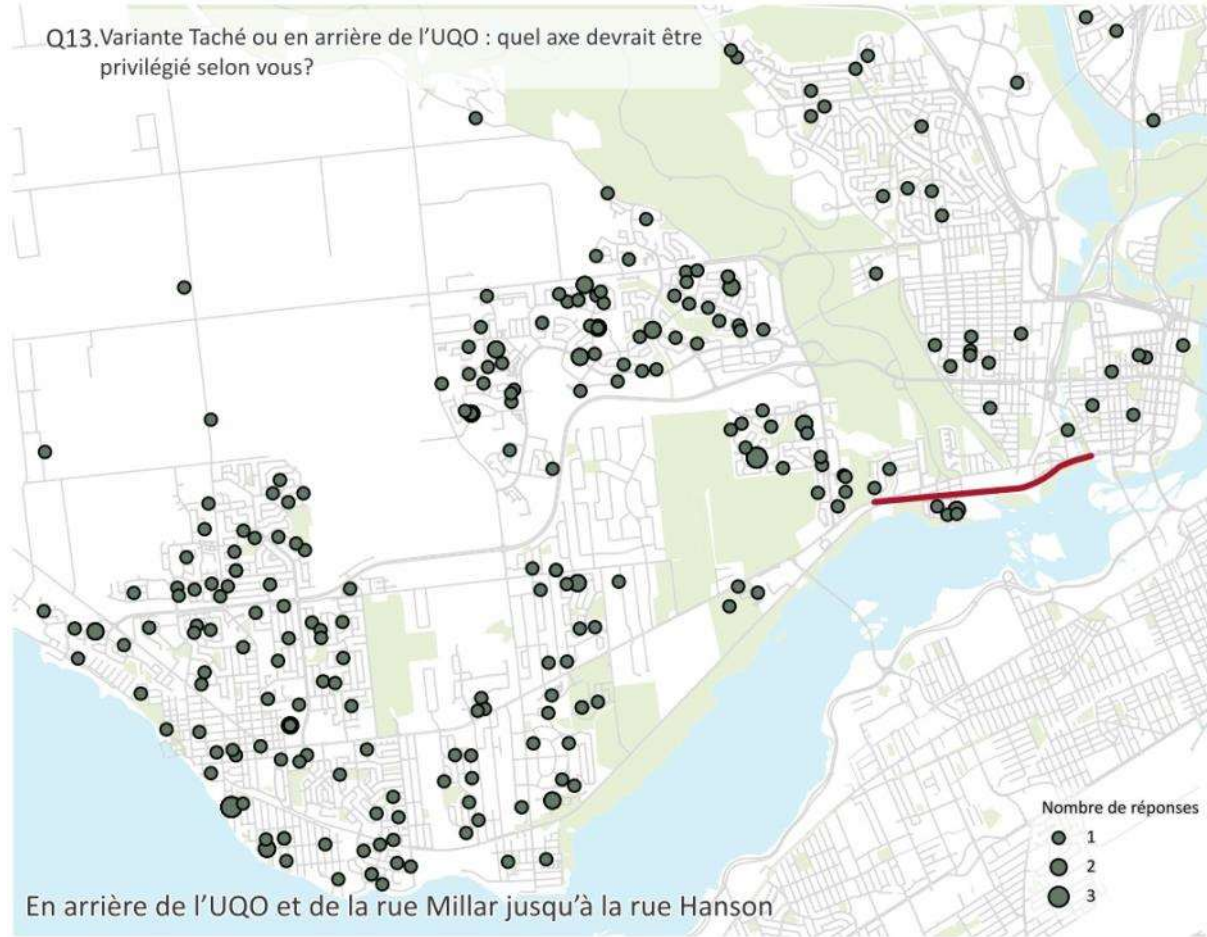 Q13.Variante Taché ou en arrière de l'UQO : quel axe devrait être
privilégié selon vous?
Nombre de réponses
1
2
3
En arrière de l'UQO et de la rue Millar jusqu'à la rue Hanson